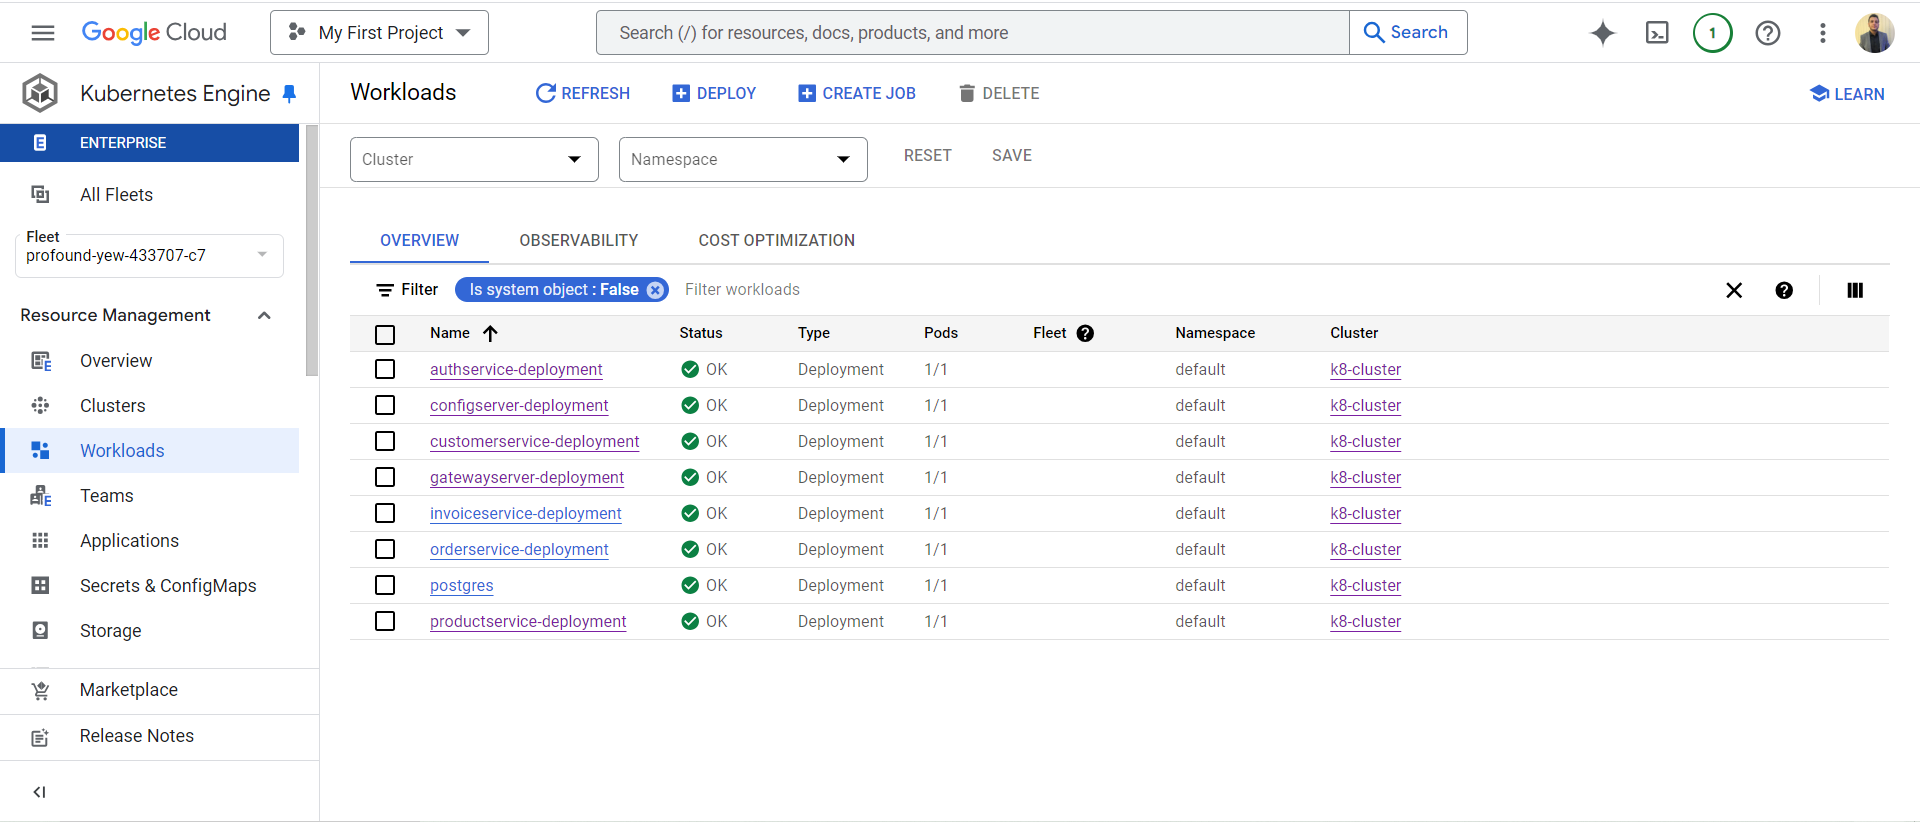 Google Cloud
My First Project
Search (/) for resources, docs, products, and more
Search
1
Kubernetes Engine
Workloads
REFRESH
DEPLOY
CREATE JOB
DELETE
LEARN
E
ENTERPRISE
All Fleets
Fleet
profound-yew-433707-c7
Resource Management
Overview
Clusters
Workloads
Teams
Applications
Secrets & ConfigMaps
Storage
Marketplace
Release Notes
Cluster
Namespace
RESET
SAVE
OVERVIEW
OBSERVABILITY
COST OPTIMIZATION
Filter
Is system object : False
Filter workloads
Name Status Type Pods Fleet Namespace Cluster
authservice-deployment OK Deployment 1/1 default k8-cluster
configserver-deployment OK Deployment 1/1 default k8-cluster
customerservice-deployment OK Deployment 1/1 default k8-cluster
gatewayserver-deployment OK Deployment 1/1 default k8-cluster
invoiceservice-deployment OK Deployment 1/1 default k8-cluster
orderservice-deployment OK Deployment 1/1 default k8-cluster
postgres OK Deployment 1/1 default k8-cluster
productservice-deployment OK Deployment 1/1 default k8-cluster